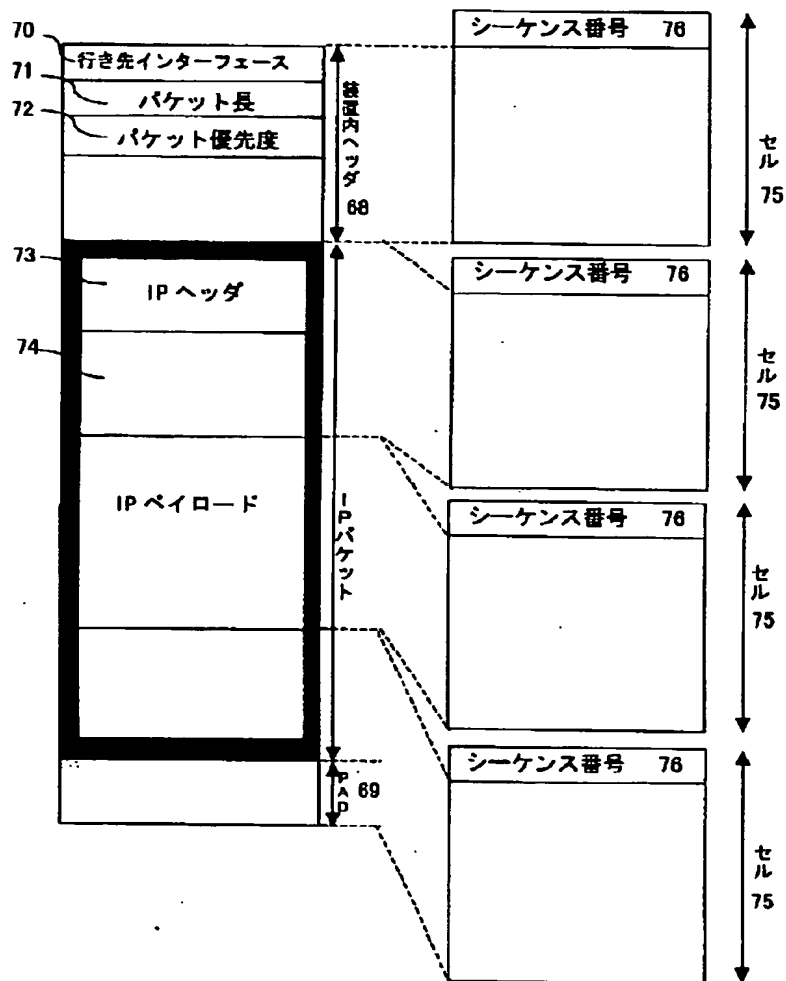 70
行き先インターフェース
71
パケット長
72
パケット優先度
装置内ヘッダ
68
73
IP ヘッダ
74
IP ペイロード
IPパケット
PAD
69
シーケンス番号 76
セル
75
シーケンス番号 76
セル
75
シーケンス番号 76
セル
75
シーケンス番号 76
セル
75